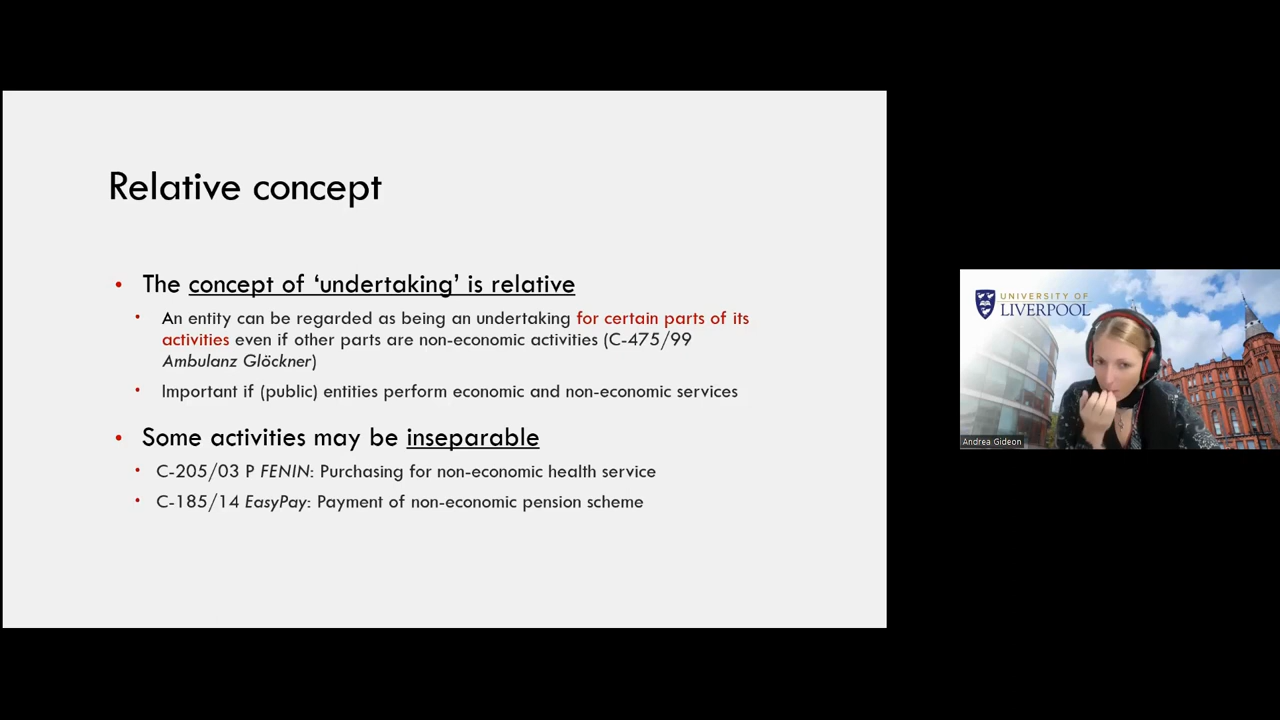 Relative concept
• The concept of ‘undertaking’ is relative
• An entity can be regarded as being an undertaking for certain parts of its
activities even if other parts are non-economic activities (C-475/99
Ambulanz Glöckner)
• Important if (public) entities perform economic and non-economic services
• Some activities may be inseparable
• C-205/03 P FENIN: Purchasing for non-economic health service
• C-185/14 EasyPay: Payment of non-economic pension scheme
UNIVERSITY OF
LIVERPOOL
Andrea Gideon